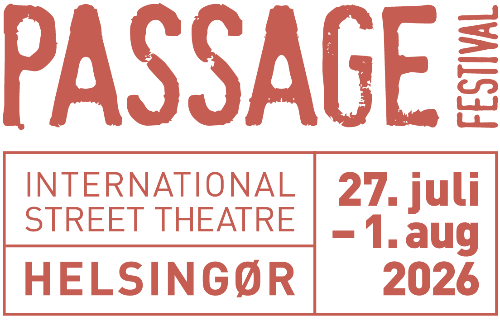 PASSAGE
FESTIVAL
INTERNATIONAL
STREET THEATRE
HELSINGØR
27. juli
– 1. aug
2026